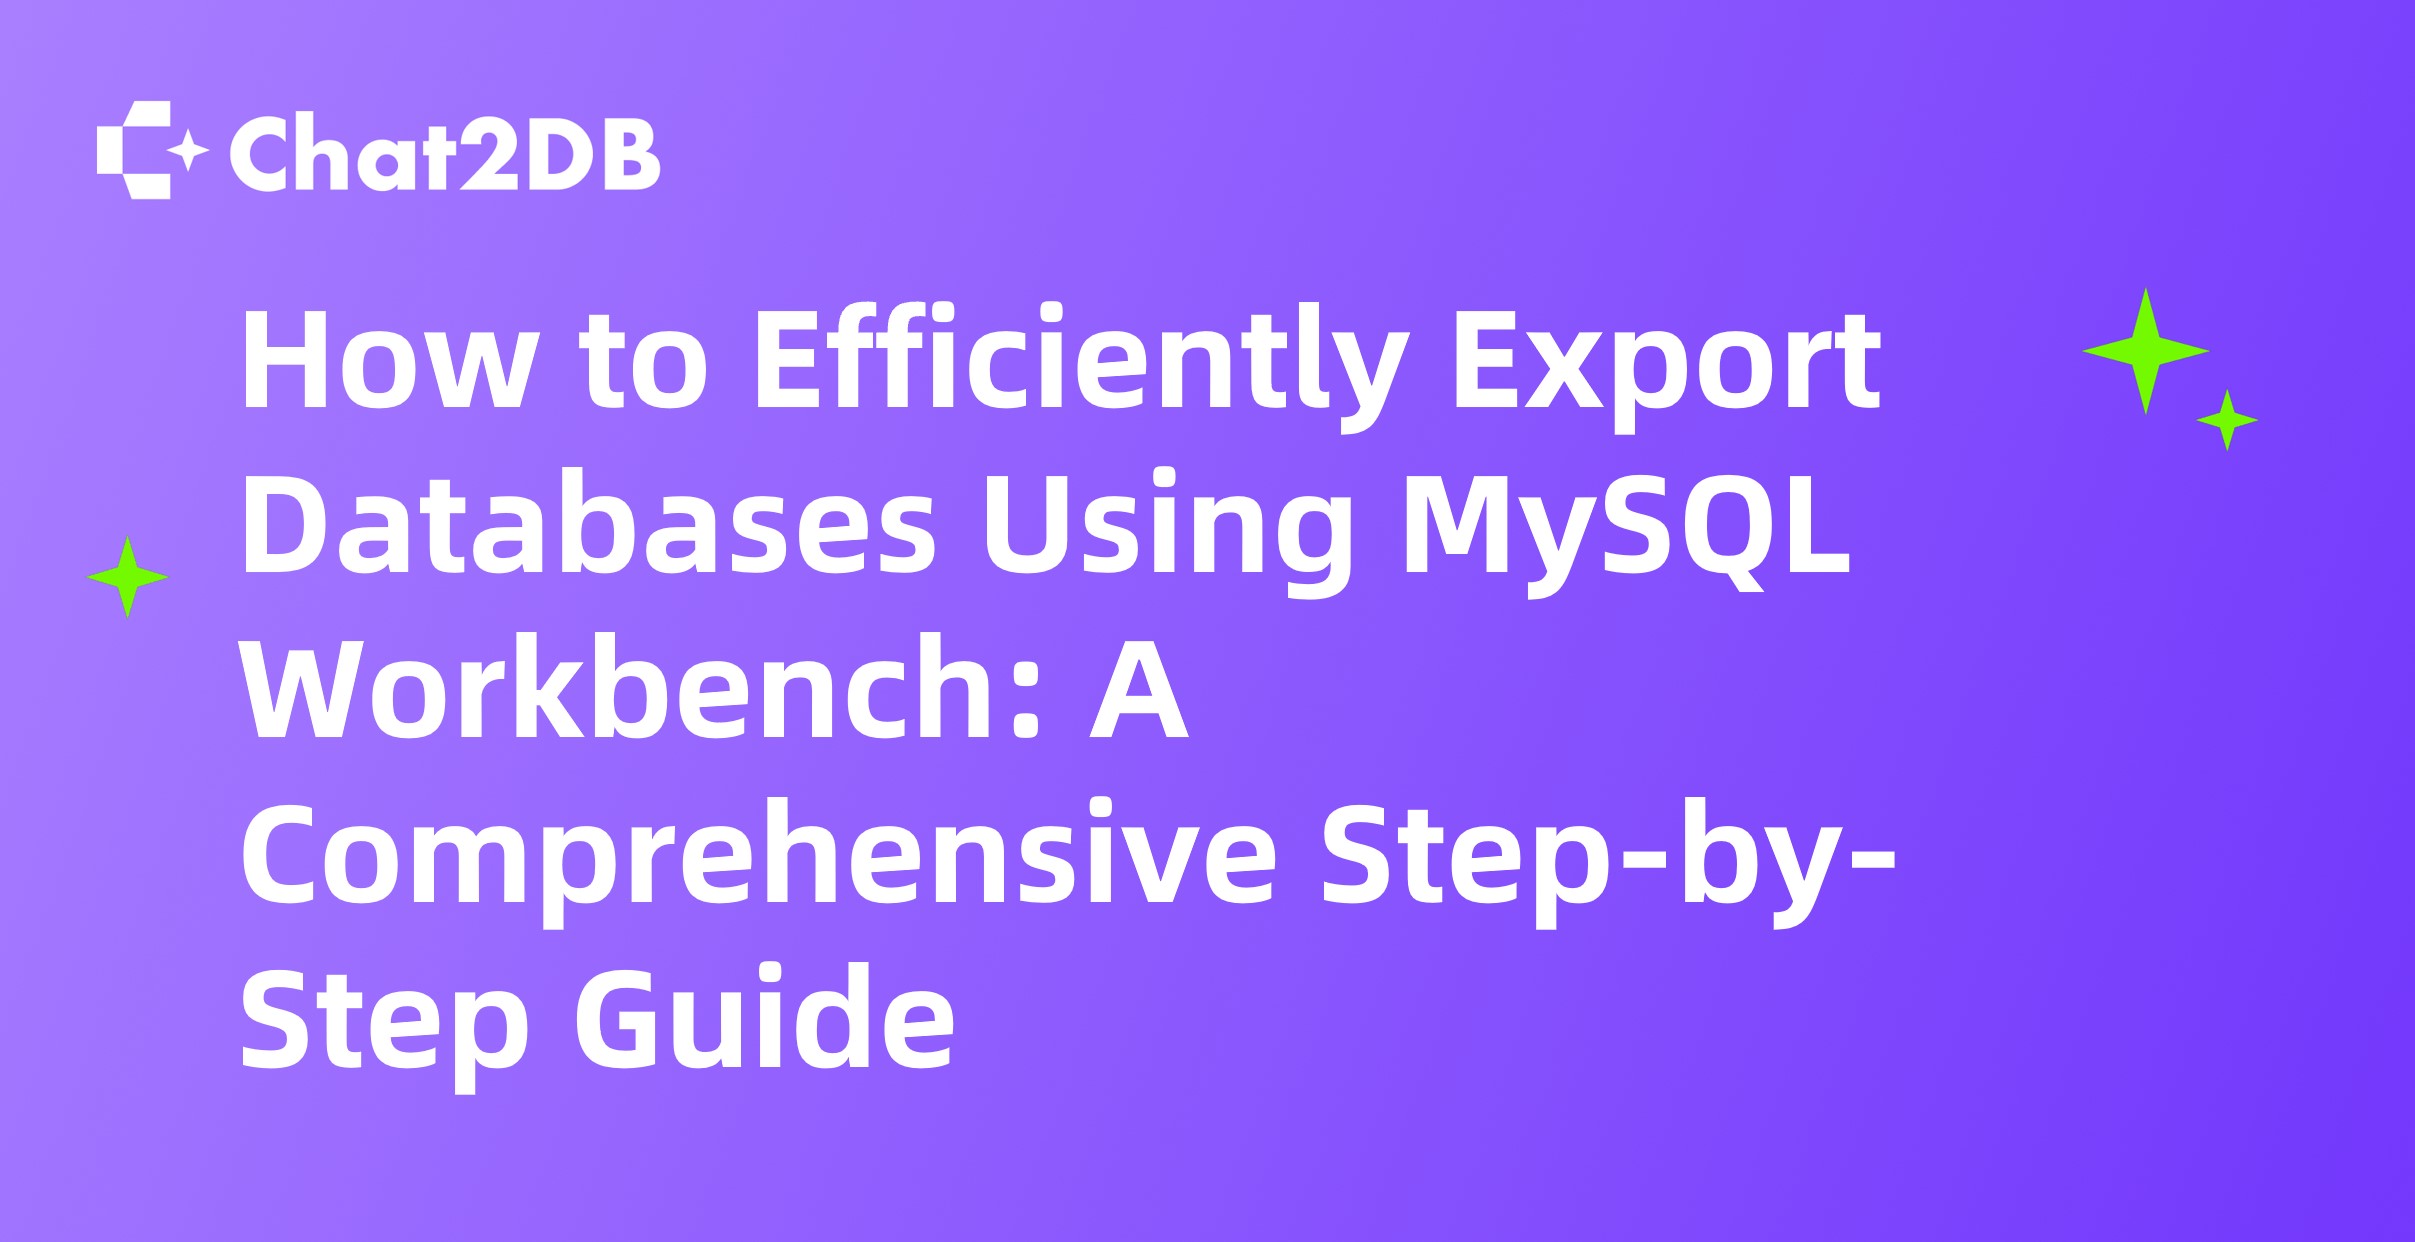 Chat2DB
How to Efficiently Export
Databases Using MySQL
Workbench: A
Comprehensive Step-by-
Step Guide